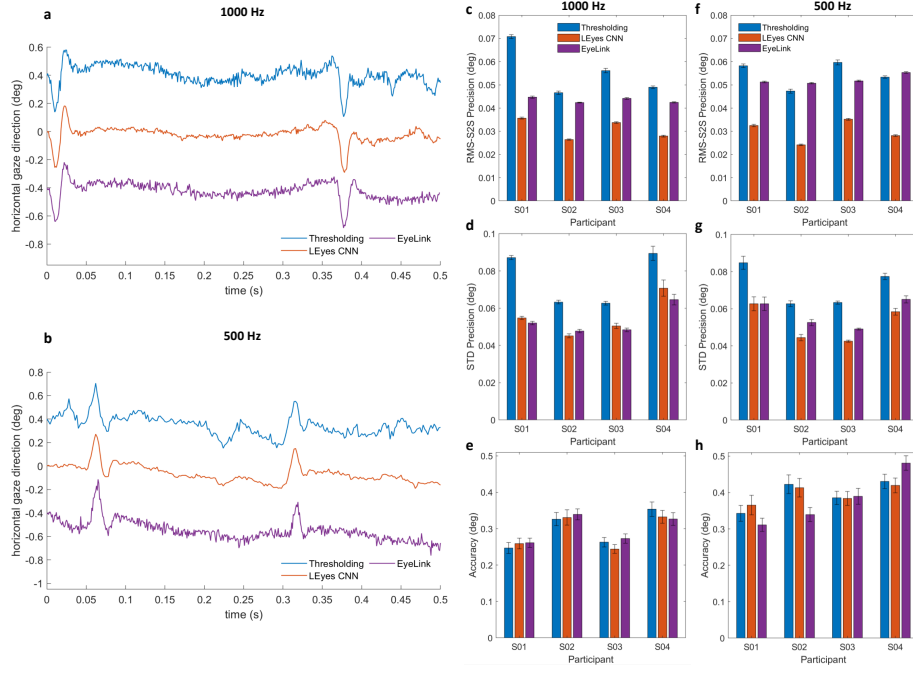 a
1000 Hz
horizontal gaze direction (deg)
0.6
0.4
0.2
0
-0.2
-0.4
-0.6
-0.8
Thresholding
EyeLink
LEyes CNN
0
0.05
0.1
0.15
0.2
0.25
0.3
0.35
0.4
0.45
0.5
time (s)
b
500 Hz
horizontal gaze direction (deg)
0.8
0.6
0.4
0.2
0
-0.2
-0.4
-0.6
-0.8
-1
Thresholding
EyeLink
LEyes CNN
0
0.05
0.1
0.15
0.2
0.25
0.3
0.35
0.4
0.45
0.5
time (s)
c
1000 Hz
RMS-S2S Precision (deg)
0.08
0.07
0.06
0.05
0.04
0.03
0.02
0.01
0
Thresholding
LEyes CNN
EyeLink
S01
S02
S03
S04
Participant
d
STD Precision (deg)
0.1
0.08
0.06
0.04
0.02
0
S01
S02
S03
S04
Participant
e
Accuracy (deg)
0.5
0.4
0.3
0.2
0.1
0
S01
S02
S03
S04
Participant
f
500 Hz
RMS-S2S Precision (deg)
0.08
0.07
0.06
0.05
0.04
0.03
0.02
0.01
0
Thresholding
LEyes CNN
EyeLink
S01
S02
S03
S04
Participant
g
STD Precision (deg)
0.1
0.08
0.06
0.04
0.02
0
S01
S02
S03
S04
Participant
h
Accuracy (deg)
0.5
0.4
0.3
0.2
0.1
0
S01
S02
S03
S04
Participant